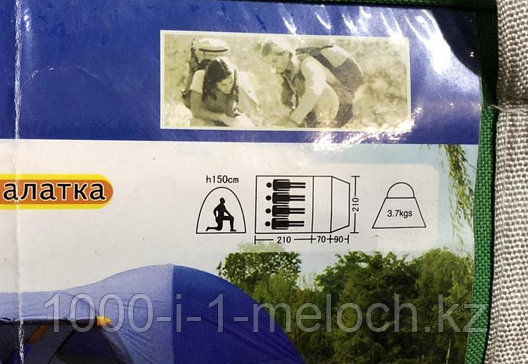 алатка
h150cm
210
3.7kgs
210 70 90
1000-i-1-meloch.kz